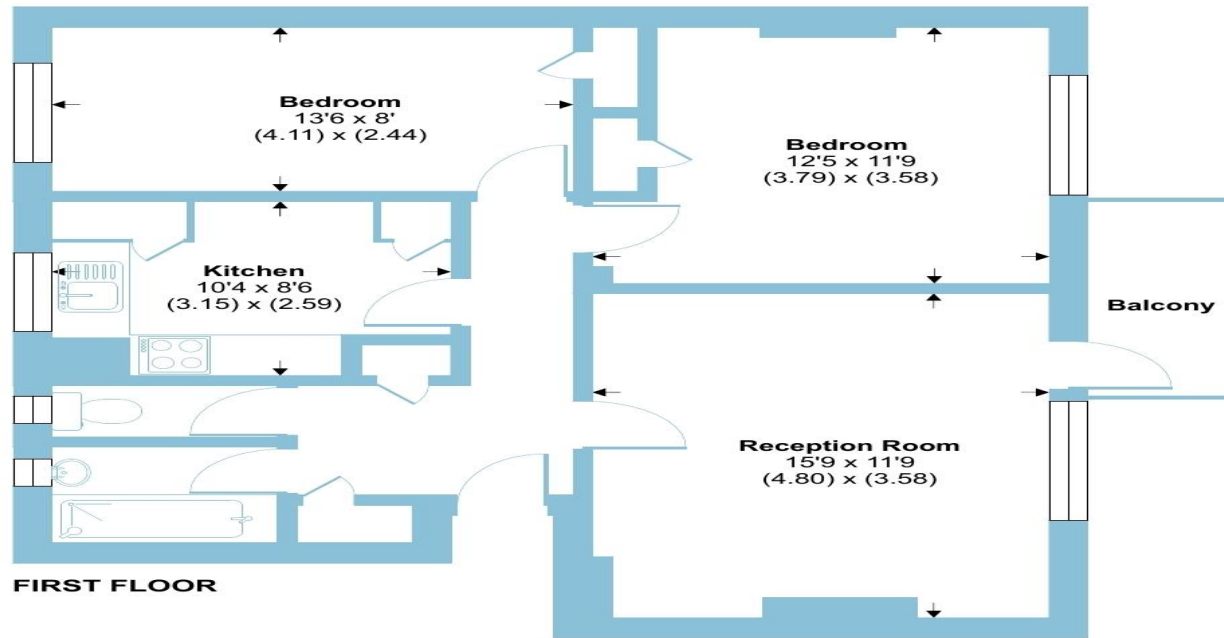 Bedroom
13'6 x 8'
(4.11) x (2.44)
Bedroom
12'5 x 11'9
(3.79) x (3.58)
Kitchen
10'4 x 8'6
(3.15) x (2.59)
Balcony
Reception Room
15'9 x 11'9
(4.80) x (3.58)
FIRST FLOOR